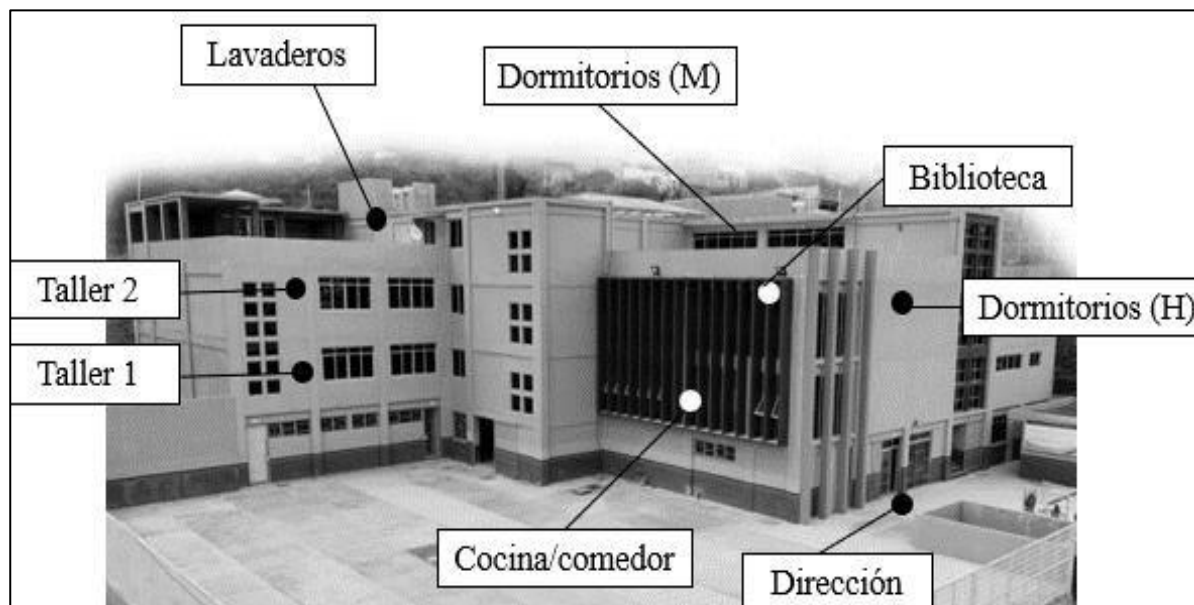 Lavaderos
Dormitorios (M)
Biblioteca
Taller 2
Dormitorios (H)
Taller 1
Cocina/comedor
Dirección